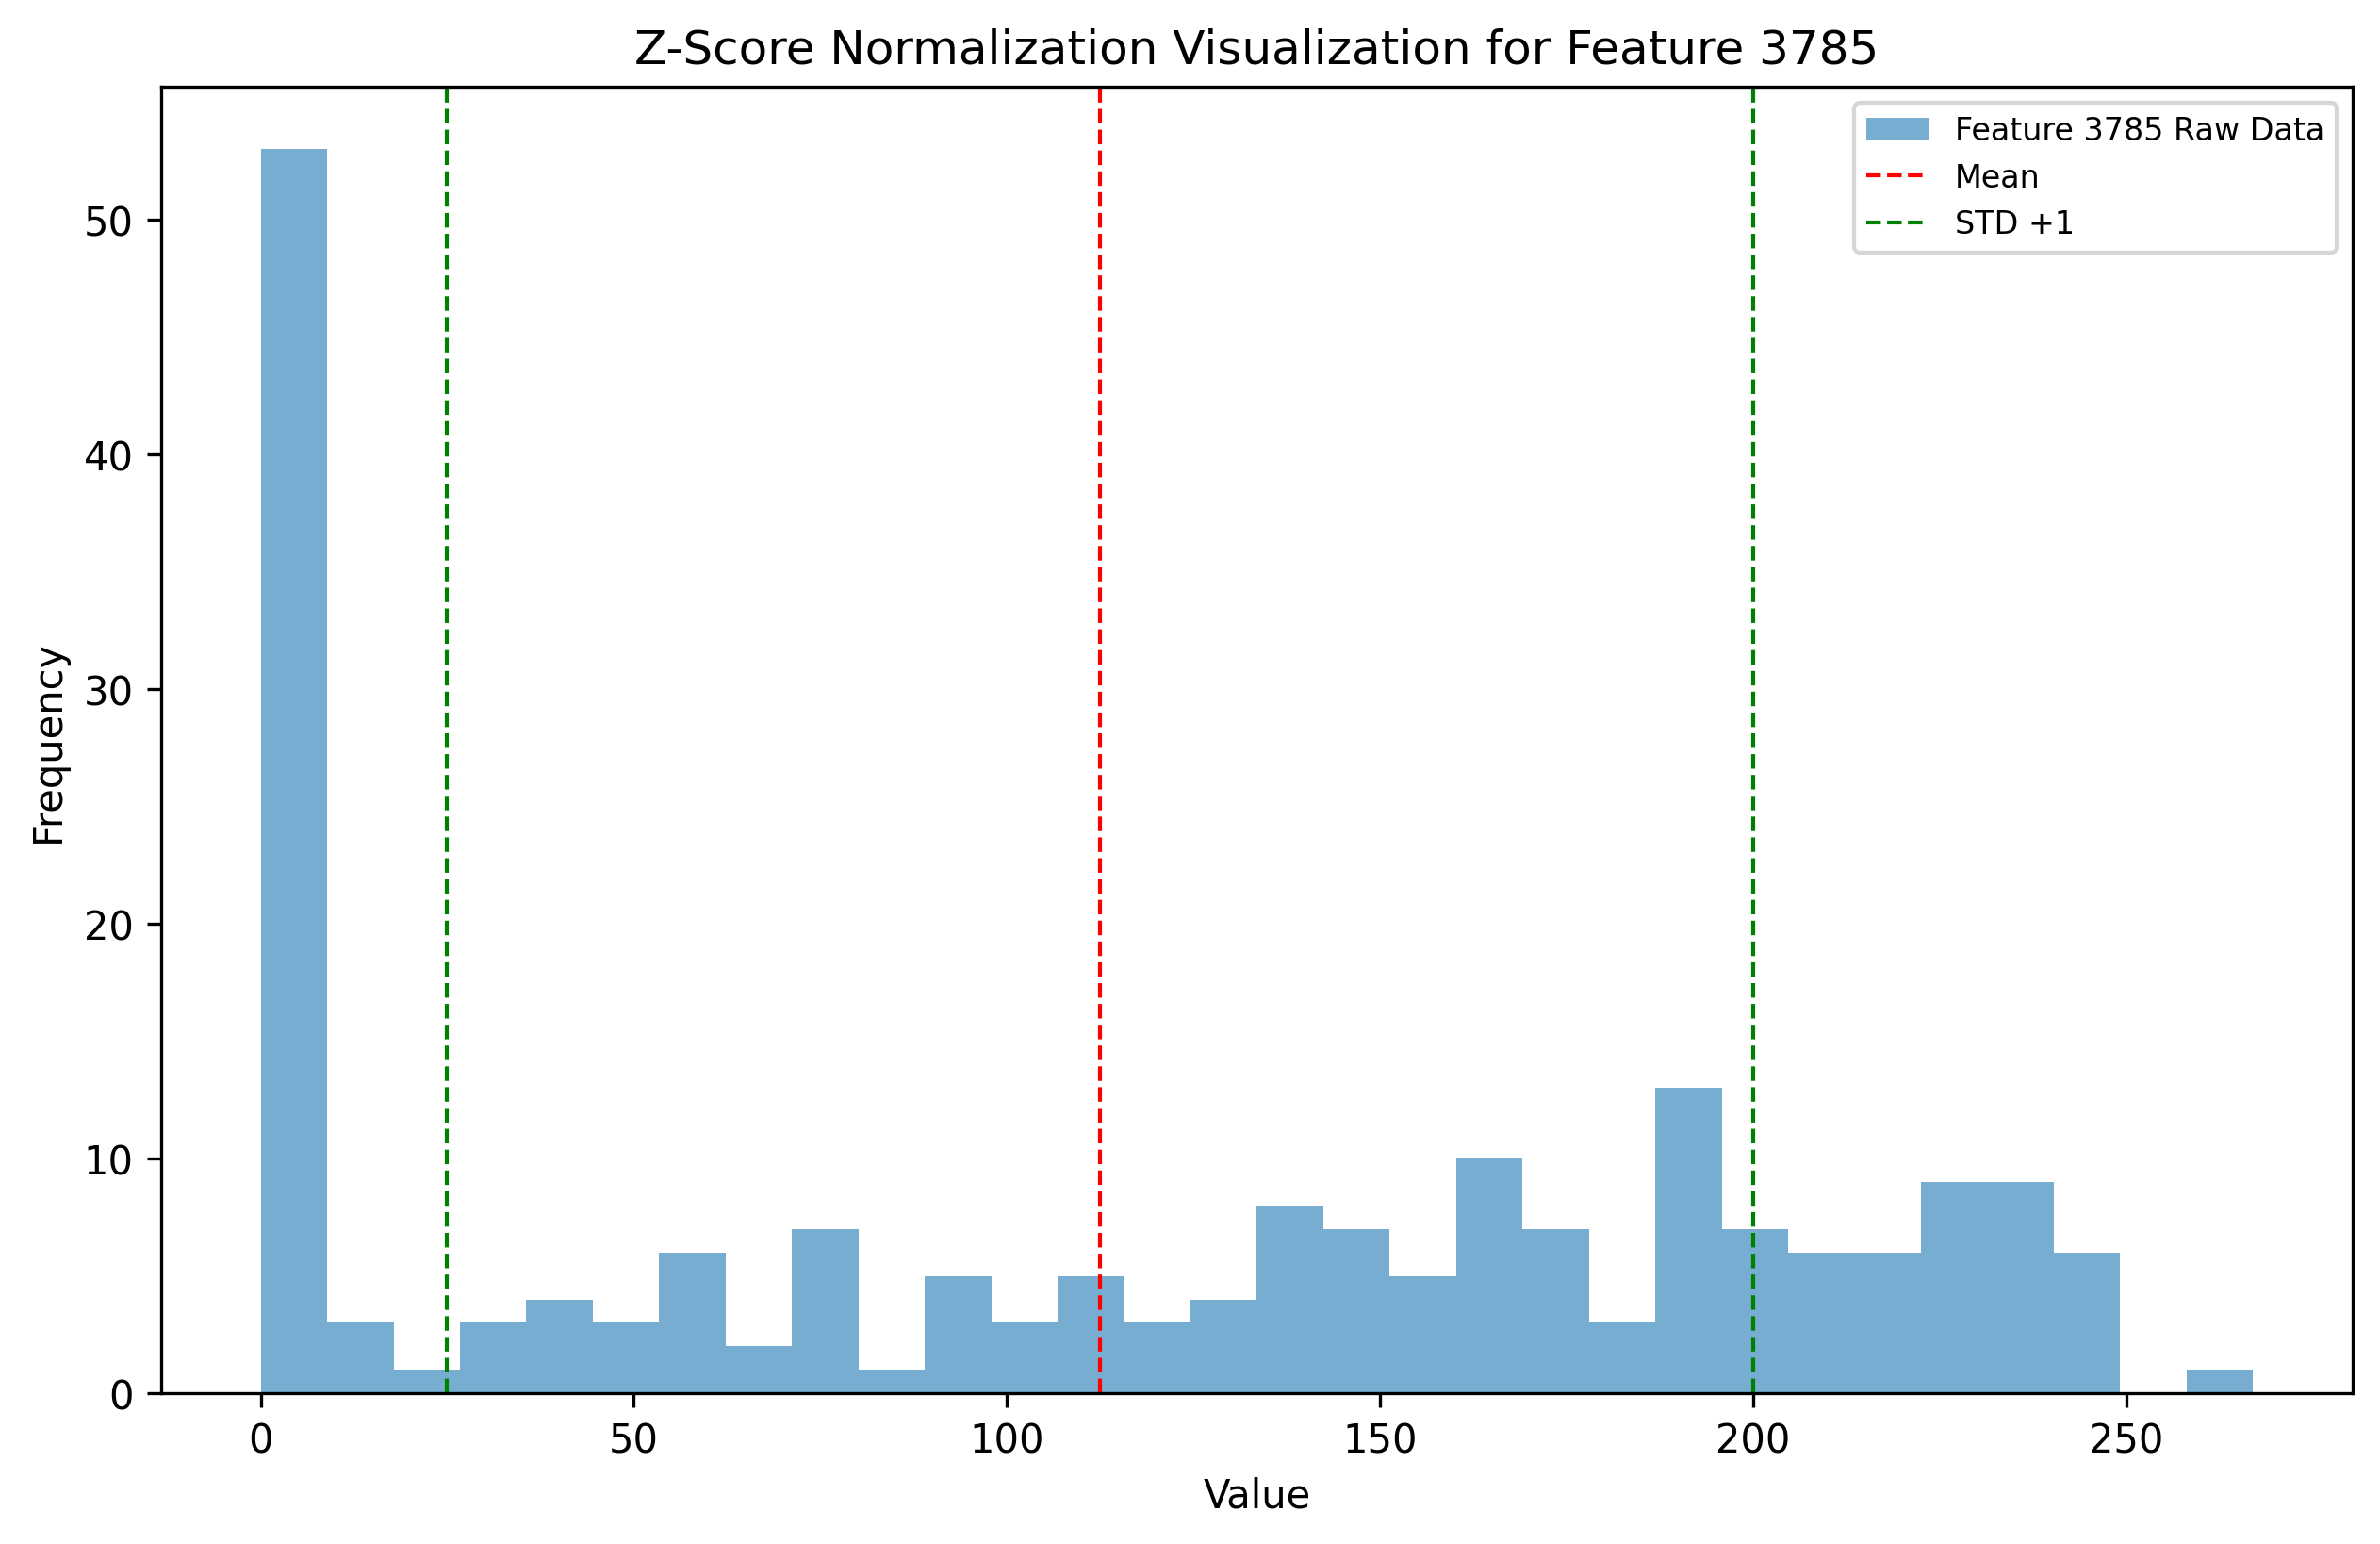 Z-Score Normalization Visualization for Feature 3785
Feature 3785 Raw Data
Mean
STD +1
Frequency
50
40
30
20
10
0
0 50 100 150 200 250
Value